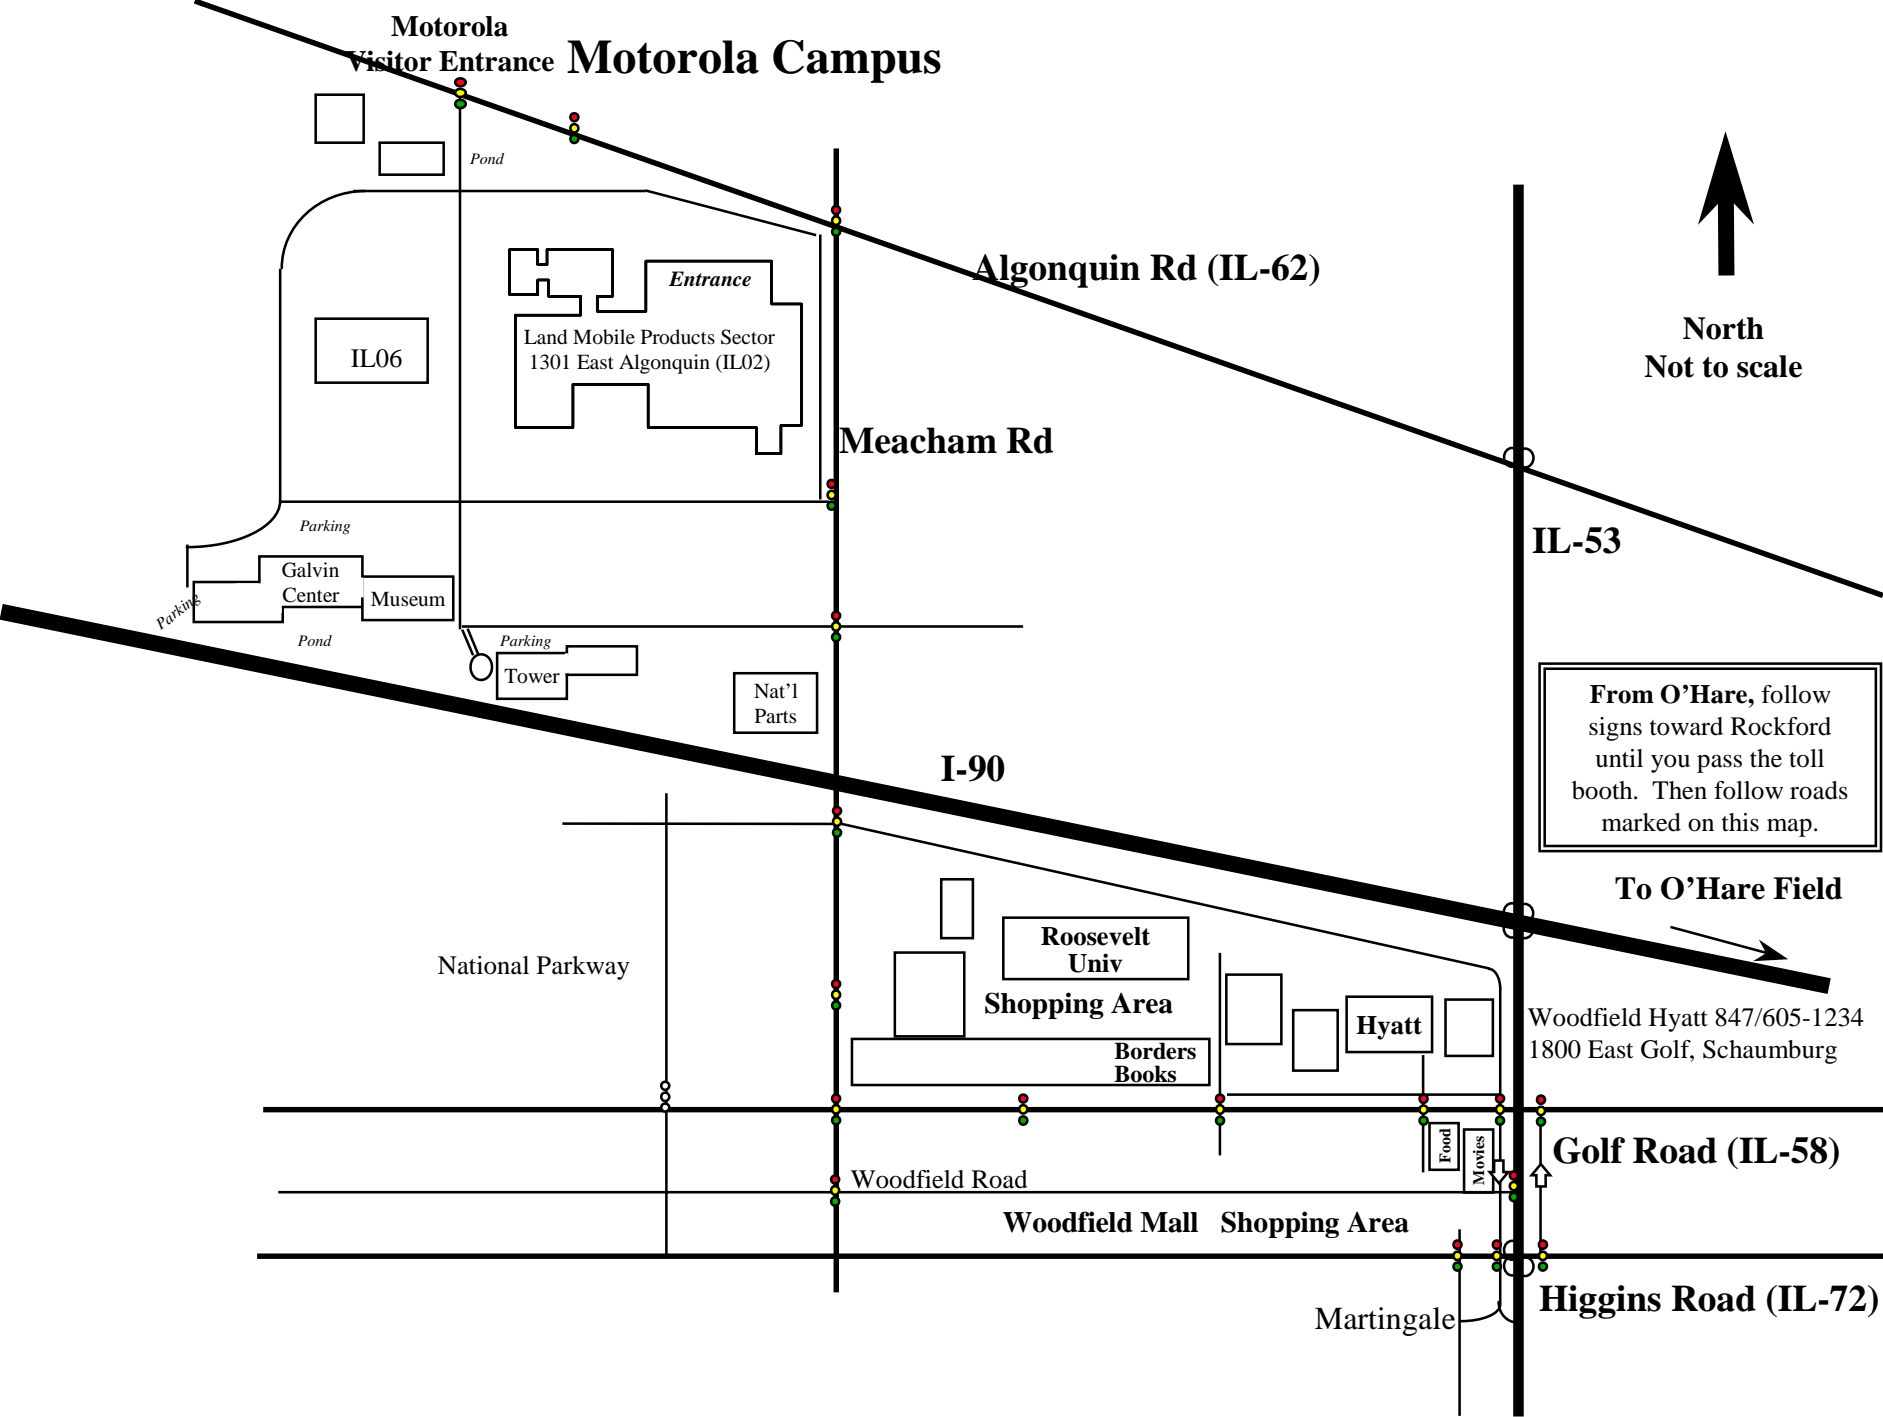 Motorola
Visitor Entrance
Motorola Campus
Pond
Algonquin Rd (IL-62)
Entrance
Land Mobile Products Sector
1301 East Algonquin (IL02)
IL06
North
Not to scale
Meacham Rd
IL-53
Parking
Galvin
Center
Museum
Parking
Pond
Parking
Tower
Nat’l
Parts
From O’Hare, follow
signs toward Rockford
until you pass the toll
booth.  Then follow roads
marked on this map.
I-90
To O’Hare Field
Roosevelt
Univ
National Parkway
Shopping Area
Hyatt
Woodfield Hyatt 847/605-1234
1800 East Golf, Schaumburg
Borders
Books
Food
Movies
Golf Road (IL-58)
Woodfield Road
Woodfield Mall   Shopping Area
Higgins Road (IL-72)
Martingale